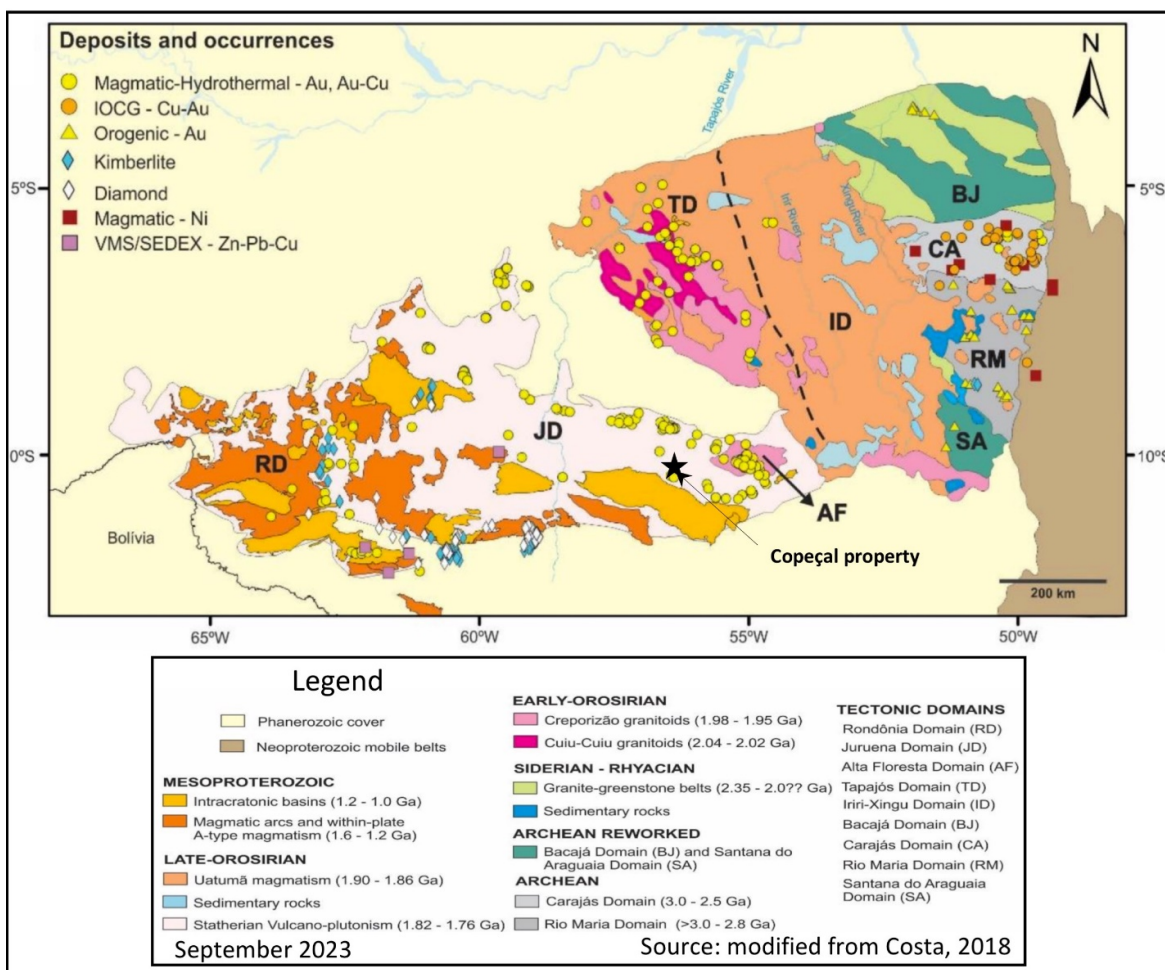 Deposits and occurrences
Magmatic-Hydrothermal - Au, Au-Cu
IOCG - Cu-Au
Orogenic - Au
Kimberlite
Diamond
Magmatic - Ni
VMS/SEDEX - Zn-Pb-Cu
N
Tapajós River
Iriri River
XinguRiver
5ºS
5ºS
TD
BJ
CA
ID
RM
SA
JD
RD
AF
0ºS
10ºS
Bolívia
Copeçal property
200 km
65ºW
60ºW
55ºW
50ºW
Legend
Phanerozoic cover
Neoproterozoic mobile belts
MESOPROTEROZOIC
Intracratonic basins (1.2 - 1.0 Ga)
Magmatic arcs and within-plate
A-type magmatism (1.6 - 1.2 Ga)
LATE-OROSIRIAN
Uatumã magmatism (1.90 - 1.86 Ga)
Sedimentary rocks
Statherian Vulcano-plutonism (1.82 - 1.76 Ga)
EARLY-OROSIRIAN
Creporizão granitoids (1.98 - 1.95 Ga)
Cuiu-Cuiu granitoids (2.04 - 2.02 Ga)
SIDERIAN - RHYACIAN
Granite-greenstone belts (2.35 - 2.0?? Ga)
Sedimentary rocks
ARCHEAN REWORKED
Bacajá Domain (BJ) and Santana do
Araguaia Domain (SA)
ARCHEAN
Carajás Domain (3.0 - 2.5 Ga)
Rio Maria Domain (>3.0 - 2.8 Ga)
TECTONIC DOMAINS
Rondônia Domain (RD)
Juruena Domain (JD)
Alta Floresta Domain (AF)
Tapajós Domain (TD)
Iriri-Xingu Domain (ID)
Bacajá Domain (BJ)
Carajás Domain (CA)
Rio Maria Domain (RM)
Santana do Araguaia
Domain (SA)
September 2023
Source: modified from Costa, 2018